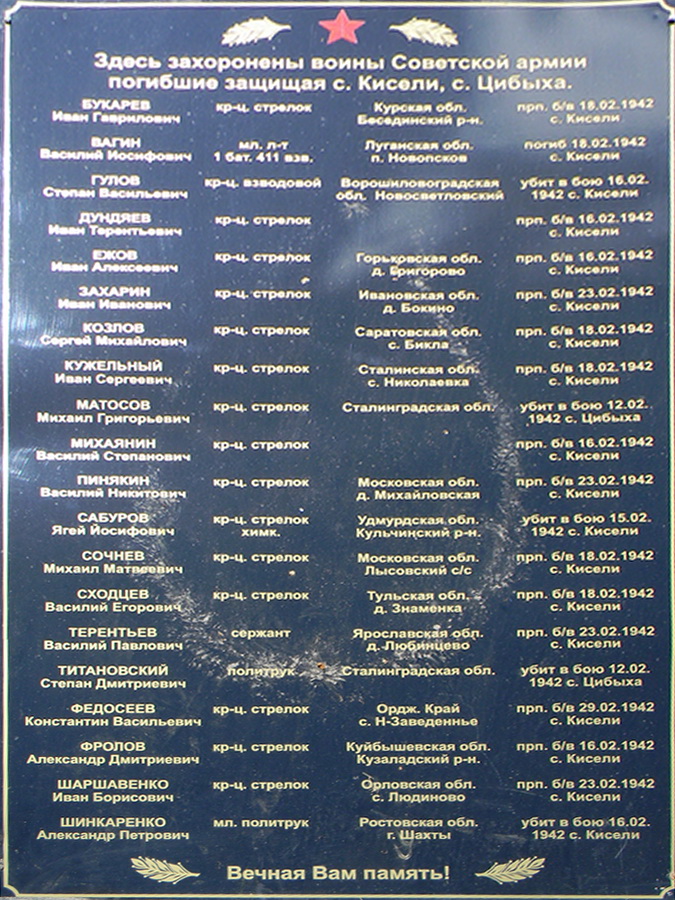 Здесь захоронены воины Советской армии
погибшие защищая с. Кисели, с. Цибыха.
БУКАРЕВ кр-ц. стрелок Курская обл. прп. б/в 18.02.1942
Иван Гаврилович Бесединский р-н. с. Кисели
ВАГИН мл. л-т Луганская обл. погиб 18.02.1942
Василий Иосифович 1 бат. 411 взв. п. Новопсков с. Кисели
ГУЛОВ кр-ц. взводовой Ворошиловоградская убит в бою 16.02.
Степан Васильевич обл. Новосветловский 1942 с. Кисели
ДУНДЯЕВ кр-ц. стрелок прп. б/в 16.02.1942
Иван Терентьевич с. Кисели
ЕЖОВ кр-ц. стрелок Горьковская обл. прп. б/в 16.02.1942
Иван Алексеевич д. Григорово с. Кисели
ЗАХАРИН кр-ц. стрелок Ивановская обл. прп. б/в 23.02.1942
Иван Иванович д. Бокино с. Кисели
КОЗЛОВ кр-ц. стрелок Саратовская обл. прп. б/в 18.02.1942
Сергей Михайлович с. Бикла с. Кисели
КУЖЕЛЬНЫЙ кр-ц. стрелок Сталинская обл. прп. б/в 18.02.1942
Иван Сергеевич с. Николаевка с. Кисели
МАТОСОВ кр-ц. стрелок Сталинградская обл. убит в бою 12.02.
Михаил Григорьевич 1942 с. Цибыха
МИХАЯНИН кр-ц. стрелок прп. б/в 16.02.1942
Василий Степанович с. Кисели
ПИНЯКИН кр-ц. стрелок Московская обл. прп. б/в 23.02.1942
Василий Никитович д. Михайловская с. Кисели
САБУРОВ кр-ц. стрелок Удмурдская обл. убит в бою 15.02.
Ягей Йосифович химк. Кульчинский р-н. 1942 с. Кисели
СОЧНЕВ кр-ц. стрелок Московская обл. прп. б/в 18.02.1942
Михаил Матвеевич Лысовский с/с с. Кисели
СХОДЦЕВ кр-ц. стрелок Тульская обл. прп. б/в 18.02.1942
Василий Егорович д. Знаменка с. Кисели
ТЕРЕНТЬЕВ сержант Ярославская обл. прп. б/в 23.02.1942
Василий Павлович д. Любинцево с. Кисели
ТИТАНОВСКИЙ политрук Сталинградская обл. убит в бою 12.02.
Степан Дмитриевич 1942 с. Цибыха
ФЕДОСЕЕВ кр-ц. стрелок Ордж. Край прп. б/в 29.02.1942
Константин Васильевич с. Н-Заведенье с. Кисели
ФРОЛОВ кр-ц. стрелок Куйбышевская обл. прп. б/в 16.02.1942
Александр Дмитриевич Кузаладский р-н. с. Кисели
ШАРШАВЕНКО кр-ц. стрелок Орловская обл. прп. б/в 23.02.1942
Иван Борисович с. Людиново с. Кисели
ШИНКАРЕНКО мл. политрук Ростовская обл. убит в бою 16.02.
Александр Петрович г. Шахты 1942 с. Кисели
Вечная Вам память!